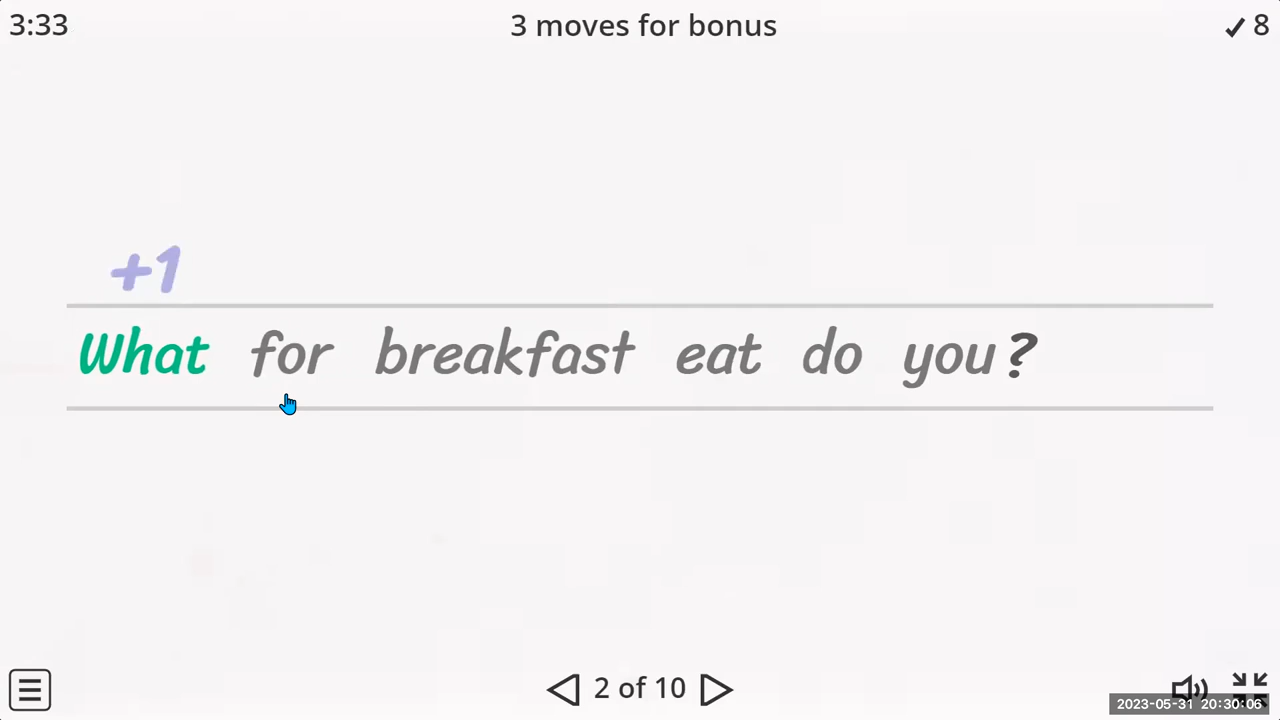 3:33 3 moves for bonus ✓ 8
+1
What for breakfast eat do you?
2 of 10
2023-05-31 20:30:06